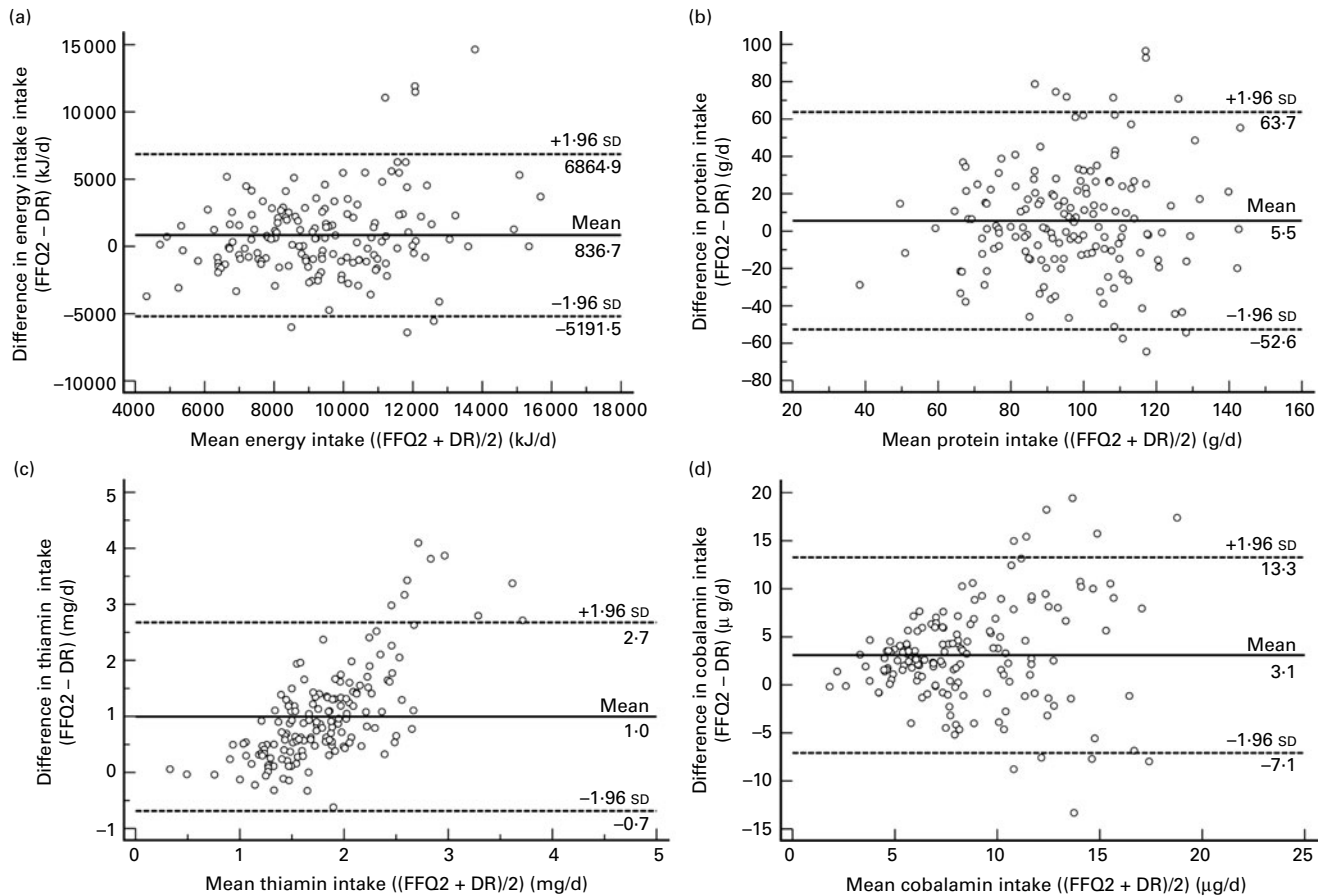 (a)
15 000
10 000
5000
0
−5000
−10000
Difference in energy intake intake
(FFQ2 – DR) (kJ/d)
+1·96 SD
6864·9
Mean
836·7
−1·96 SD
−5191·5
4000 6000 8000 10 000 12 000 14 000 16 000 18 000
Mean energy intake ((FFQ2 + DR)/2) (kJ/d)
(b)
100
80
60
40
20
0
−20
−40
−60
−80
Difference in protein intake
(FFQ2 – DR) (g/d)
+1·96 SD
63·7
Mean
5·5
−1·96 SD
−52·6
20 40 60 80 100 120 140 160
Mean protein intake ((FFQ2 + DR)/2) (g/d)
(c)
5
4
3
2
1
0
−1
Difference in thiamin intake
(FFQ2 – DR) (mg/d)
+1·96 SD
2·7
Mean
1·0
−1·96 SD
−0·7
0 1 2 3 4 5
Mean thiamin intake ((FFQ2 + DR)/2) (mg/d)
(d)
20
15
10
5
0
−5
−10
−15
Difference in cobalamin intake
(FFQ2 – DR) (μ g/d)
+1·96 SD
13·3
Mean
3·1
−1·96 SD
−7·1
0 5 10 15 20 25
Mean cobalamin intake ((FFQ2 + DR)/2) (μg/d)